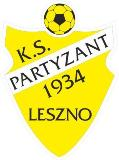 K.S.
PARTYZANT
1934
LESZNO